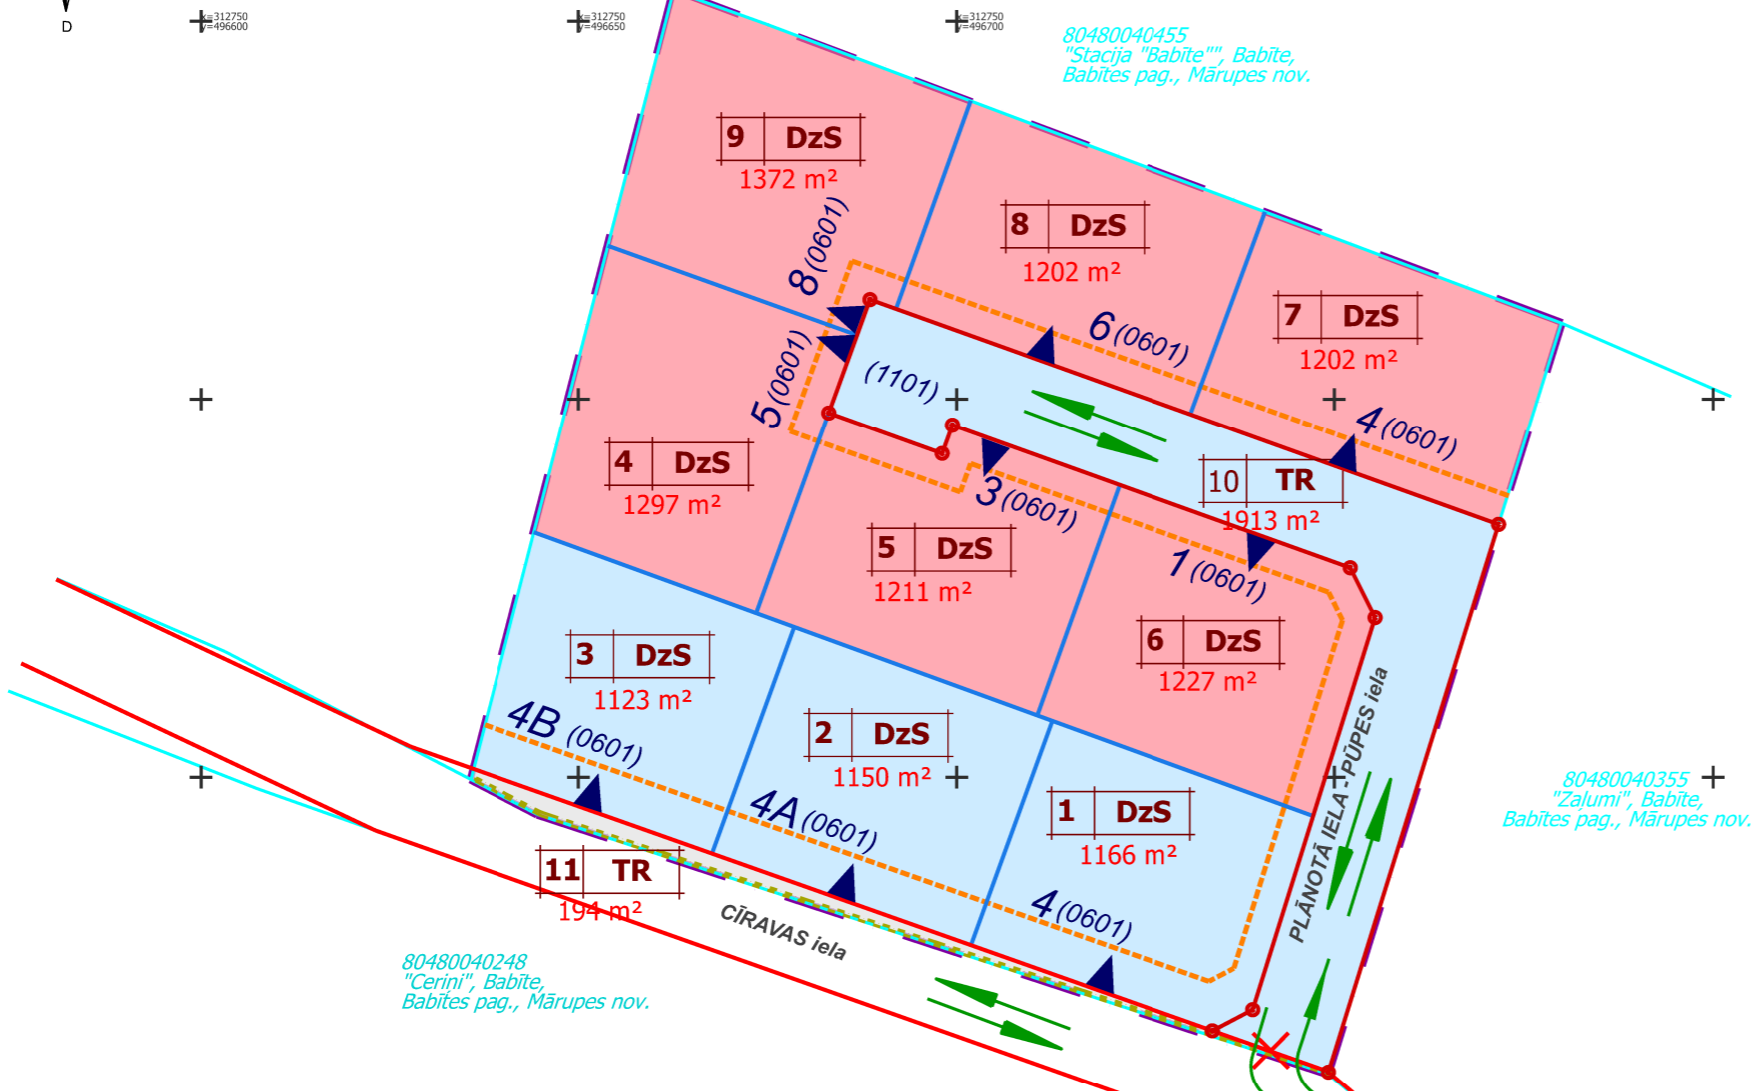 D
x=312750
y=496600
x=312750
y=496650
x=312750
y=496700
80480040455
"Stacija "Babīte"", Babīte,
Babītes pag., Mārupes nov.
9 DzS
1372 m²
8 (0601)
8 DzS
1202 m²
7 DzS
1202 m²
6 (0601)
5 (0601)
(1101)
4 (0601)
4 DzS
1297 m²
10 TR
1913 m²
3 (0601)
5 DzS
1211 m²
1 (0601)
6 DzS
1227 m²
3 DzS
1123 m²
4B (0601)
2 DzS
1150 m²
4A (0601)
1 DzS
1166 m²
4 (0601)
PLĀNOTĀ IELA - PŪPES iela
80480040355
"Zaļumi", Babīte,
Babītes pag., Mārupes nov.
11 TR
194 m²
CĪRAVAS iela
80480040248
"Ceriņi", Babīte,
Babītes pag., Mārupes nov.